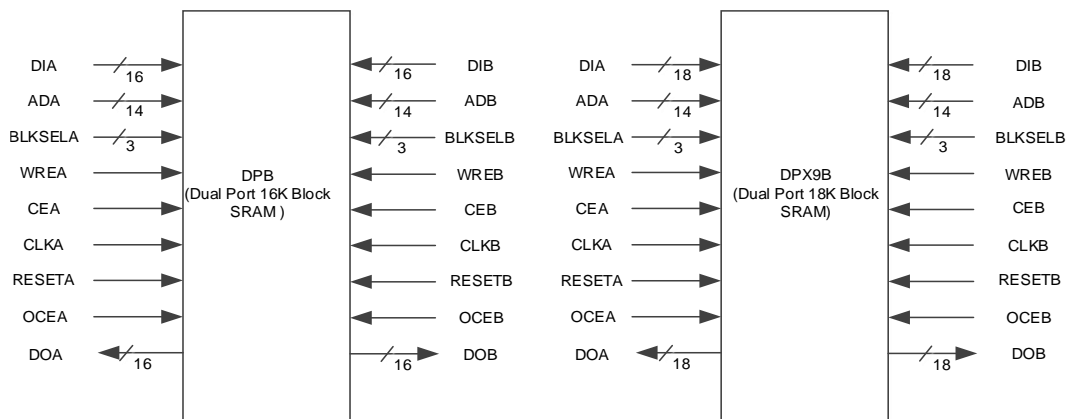 DIA
16
ADA
14
BLKSELA
3
WREA
CEA
CLKA
RESETA
OCEA
DOA
16
DPB
(Dual Port 16K Block
SRAM )
16
DIB
14
ADB
3
BLKSELB
WREB
CEB
CLKB
RESETB
OCEB
16
DOB
DIA
18
ADA
14
BLKSELA
3
WREA
CEA
CLKA
RESETA
OCEA
DOA
18
DPX9B
(Dual Port 18K Block
SRAM)
18
DIB
14
ADB
3
BLKSELB
WREB
CEB
CLKB
RESETB
OCEB
18
DOB